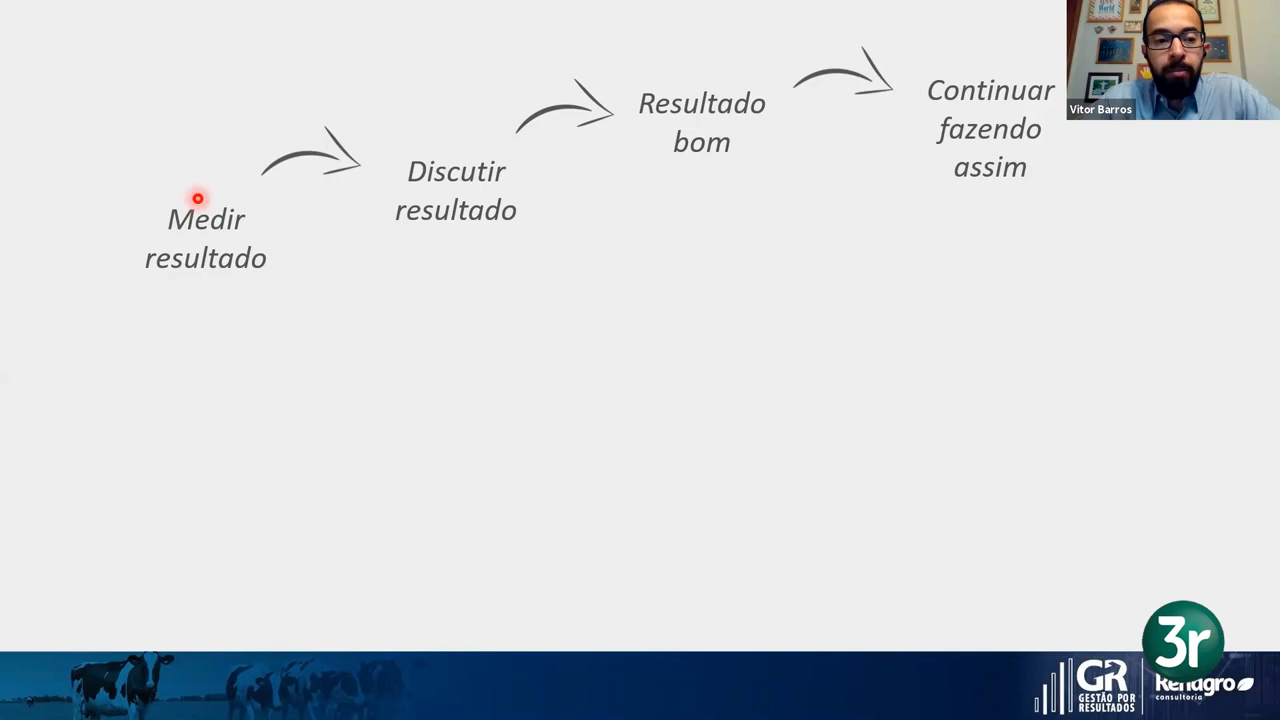 Medir
resultado
Discutir
resultado
Resultado
bom
Continuar
fazendo
assim
Vitor Barros
3r
GR
GESTÃO POR
RESULTADOS
Rehagro
consultoria